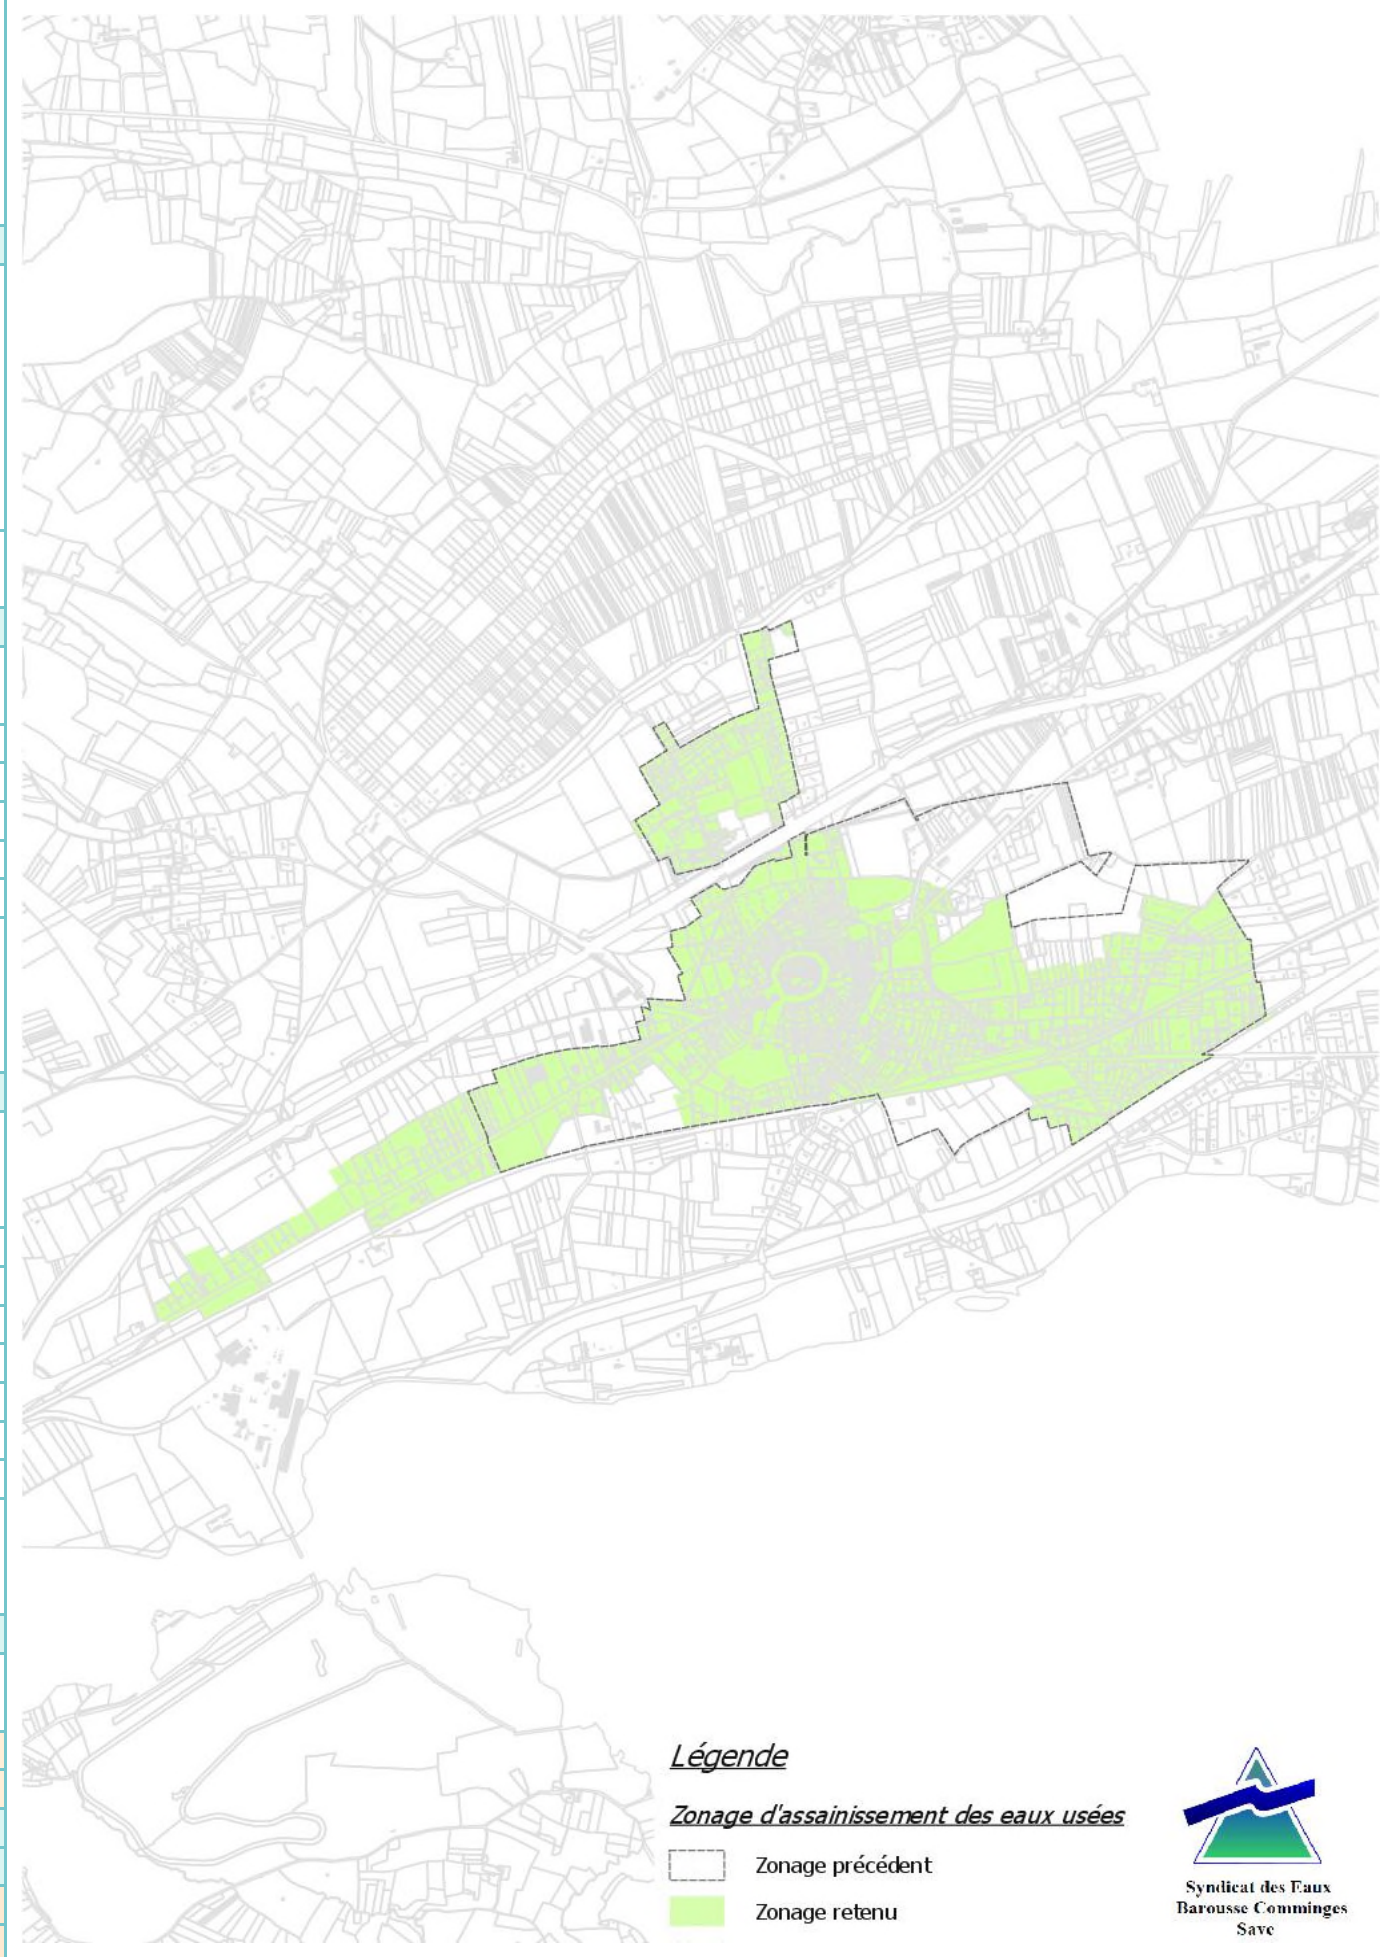 Légende
Zonage d'assainissement des eaux usées
Zonage précédent
Zonage retenu
Syndicat des Eaux
Barousse Comminges
Save